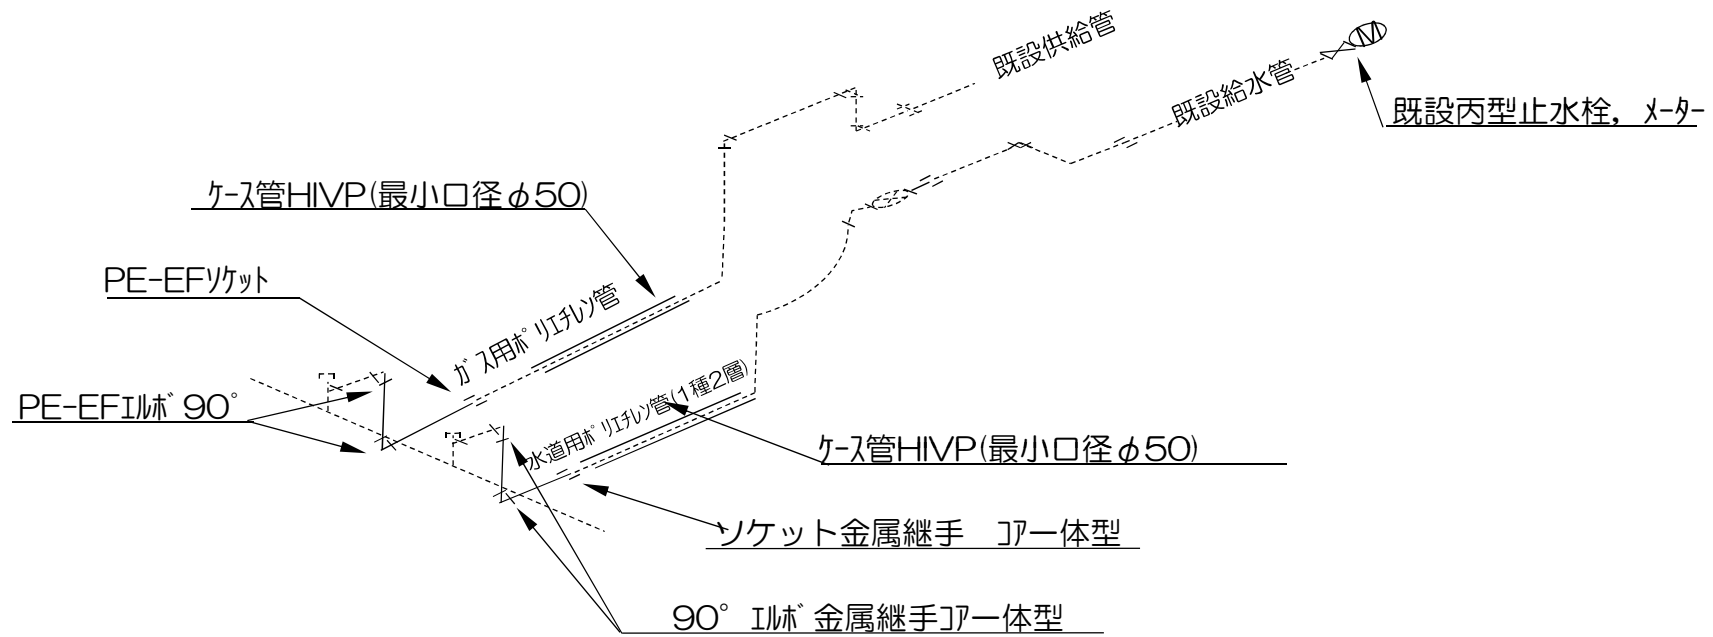 既設供給管
既設給水管
M
既設丙型止水栓，ﾒｰﾀｰ
ｹｰｽ管HIVP(最小口径φ50)
PE-EFｿｹｯﾄ
ｶﾞｽ用ﾎﾟﾘｴﾁﾚﾝ管
PE-EFｴﾙﾎﾞ90°
水道用ﾎﾟﾘｴﾁﾚﾝ管(1種2層)
ｹｰｽ管HIVP(最小口径φ50)
ソケット金属継手　ｺｱ一体型
90°ｴﾙﾎﾞ金属継手ｺｱ一体型